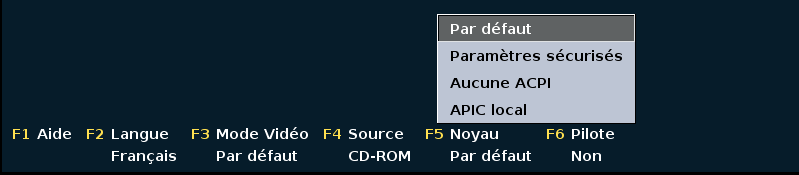 Par défaut
Paramètres sécurisés
Aucune ACPI
APIC local
F1 Aide F2 Langue F3 Mode Vidéo F4 Source F5 Noyau F6 Pilote
Français Par défaut CD-ROM Par défaut Non